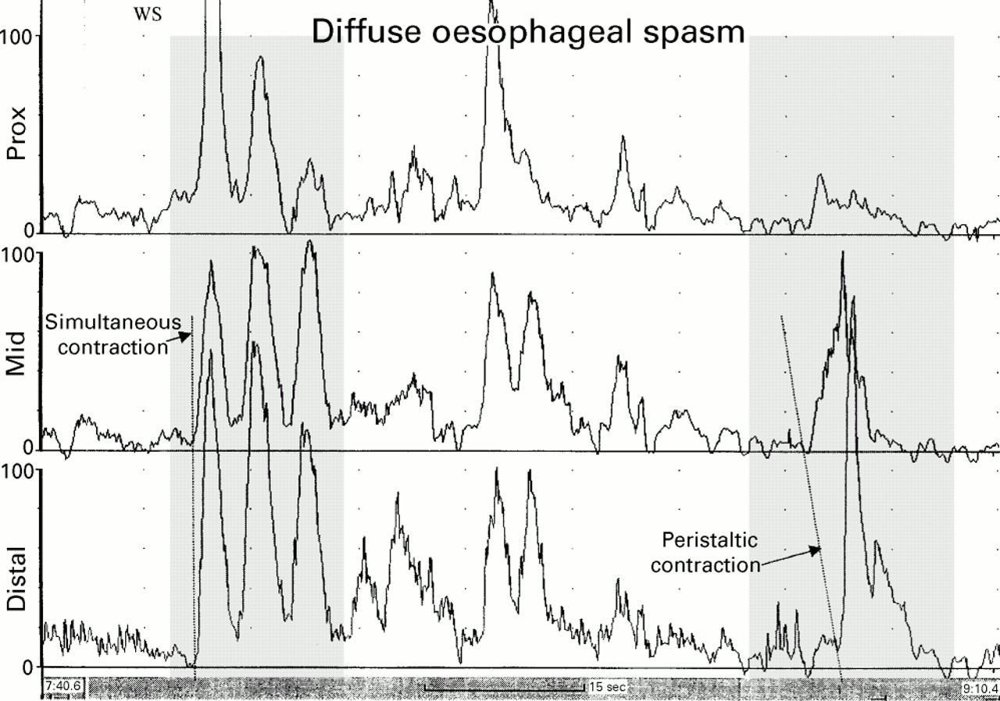 WS
Diffuse oesophageal spasm
100
Prox
0
100
Simultaneous
contraction
Mid
0
100
Peristaltic
contraction
Distal
0
7:40.6
15 sec
9:10.4